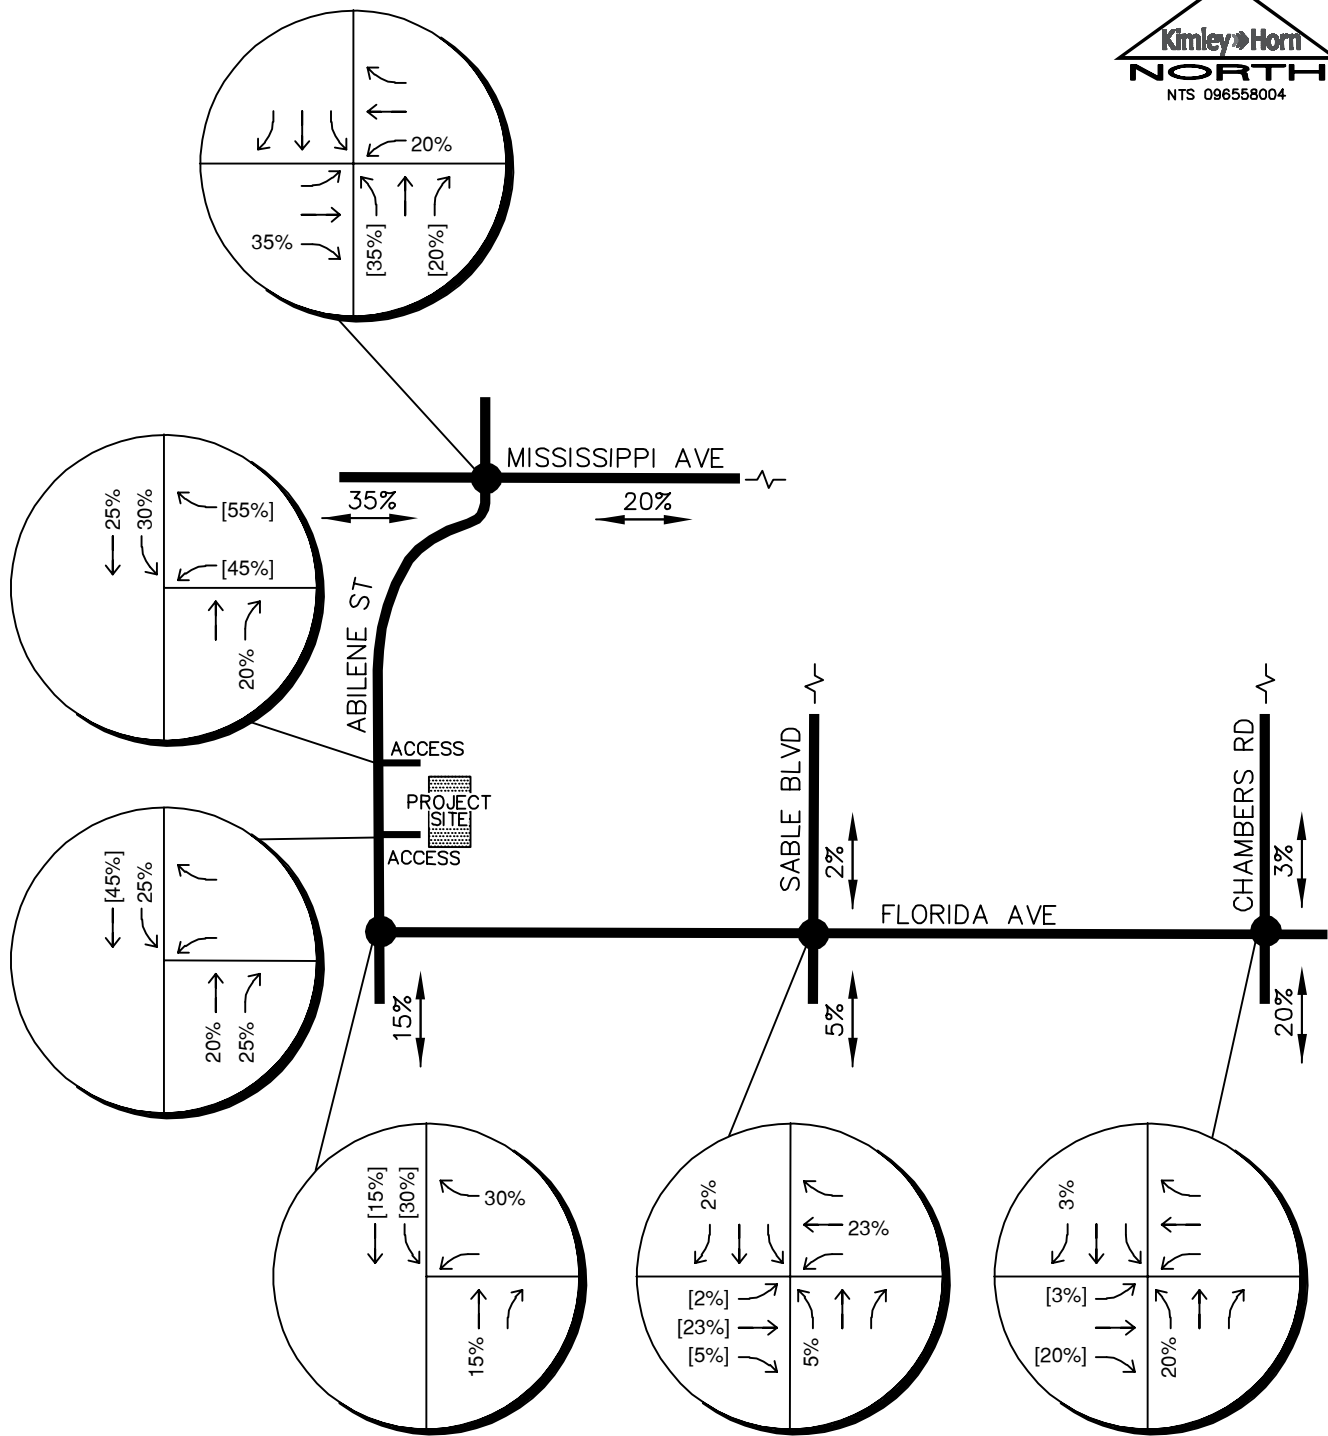 Kimley»Horn
NORTH
NTS 096558004
20%
35%
[35%]
[20%]
MISSISSIPPI AVE
35%
20%
25%
30%
[55%]
[45%]
20%
ABILENE ST
ACCESS
PROJECT
SITE
ACCESS
[45%]
25%
20%
25%
SABLE BLVD
2%
CHAMBERS RD
3%
FLORIDA AVE
15%
5%
20%
[15%]
[30%]
30%
15%
2%
23%
[2%]
[23%]
[5%]
5%
3%
[3%]
[20%]
20%